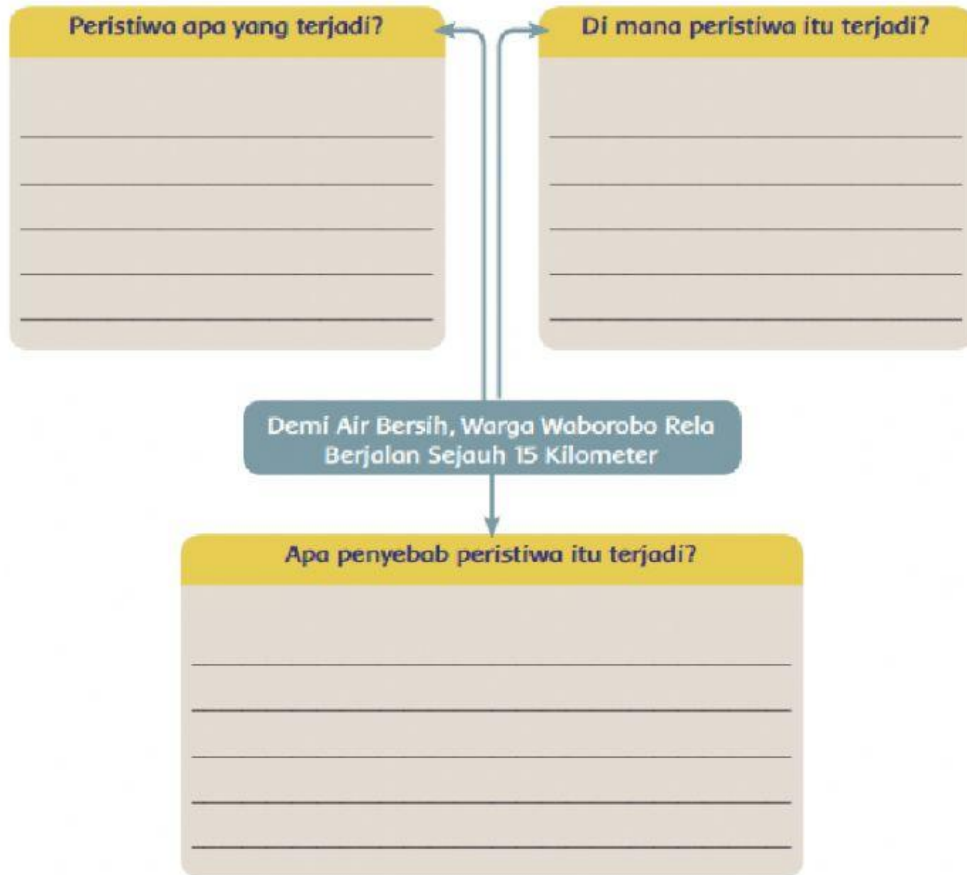 Peristiwa apa yang terjadi?
Di mana peristiwa itu terjadi?
Demi Air Bersih, Warga Waborobo Rela
Berjalan Sejauh 15 Kilometer
Apa penyebab peristiwa itu terjadi?